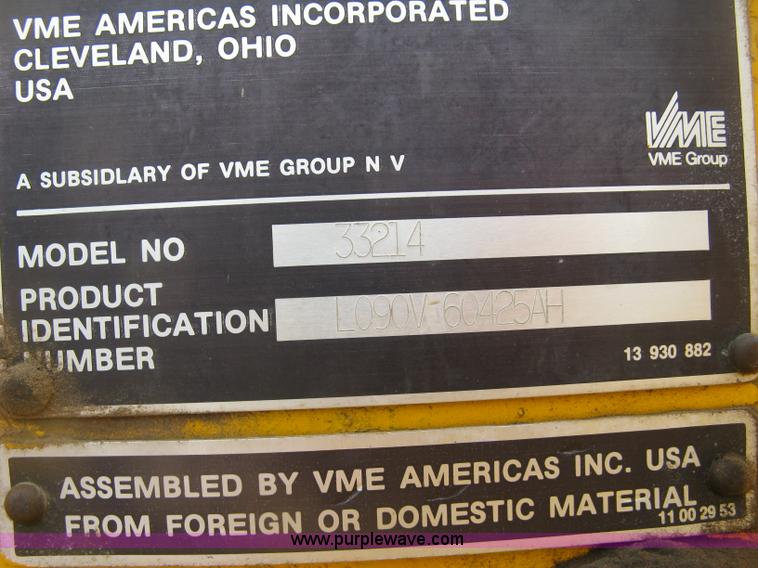 VME AMERICAS INCORPORATED
CLEVELAND, OHIO
USA
VME
VME Group
A SUBSIDLARY OF VME GROUP N V
MODEL NO 33214
PRODUCT
IDENTIFICATION L090V 60425AH
NUMBER
13 930 882
ASSEMBLED BY VME AMERICAS INC. USA
FROM FOREIGN OR DOMESTIC MATERIAL
11 00 29 53
www.purplewave.com